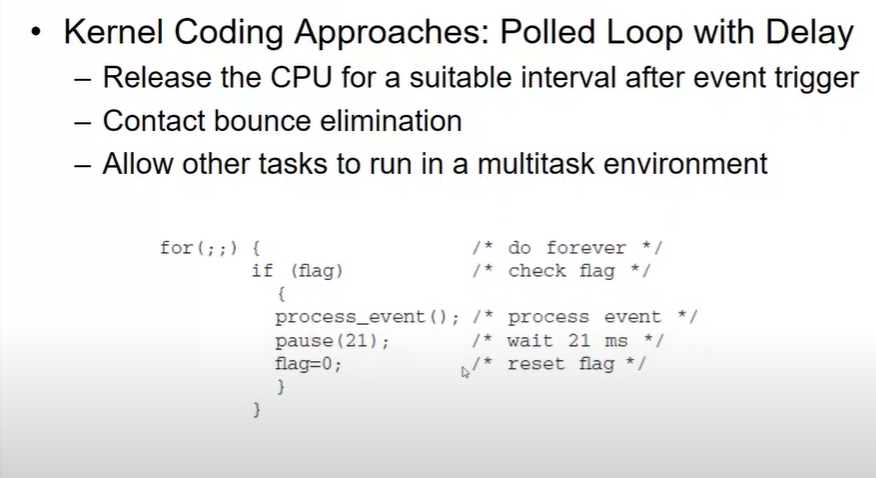 • Kernel Coding Approaches: Polled Loop with Delay
– Release the CPU for a suitable interval after event trigger
– Contact bounce elimination
– Allow other tasks to run in a multitask environment
for(;;) { /* do forever */
if (flag) /* check flag */
{
process_event(); /* process event */
pause(21); /* wait 21 ms */
flag=0; /* reset flag */
}
}